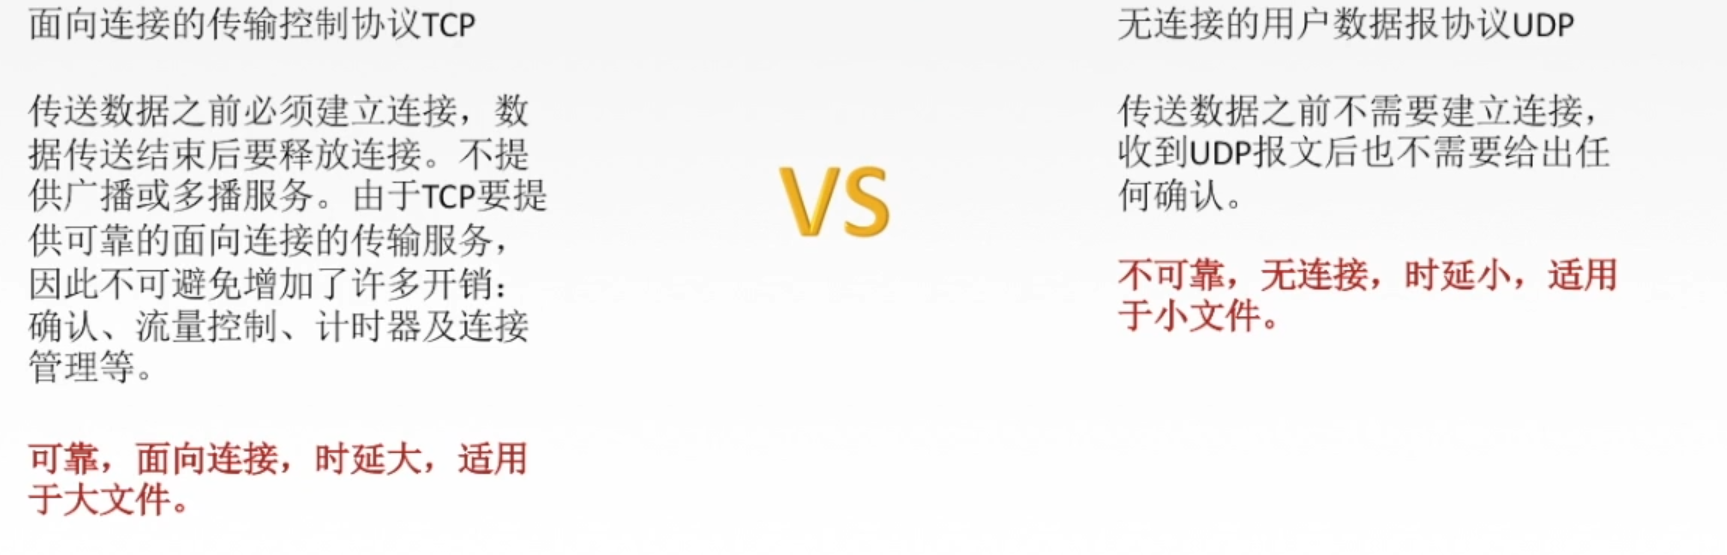 面向连接的传输控制协议TCP
传送数据之前必须建立连接，数
据传送结束后要释放连接。不提
供广播或多播服务。由于TCP要提
供可靠的面向连接的传输服务，
因此不可避免增加了许多开销：
确认、流量控制、计时器及连接
管理等。
可靠，面向连接，时延大，适用
于大文件。
VS
无连接的用户数据报协议UDP
传送数据之前不需要建立连接，
收到UDP报文后也不需要给出任
何确认。
不可靠，无连接，时延小，适用
于小文件。